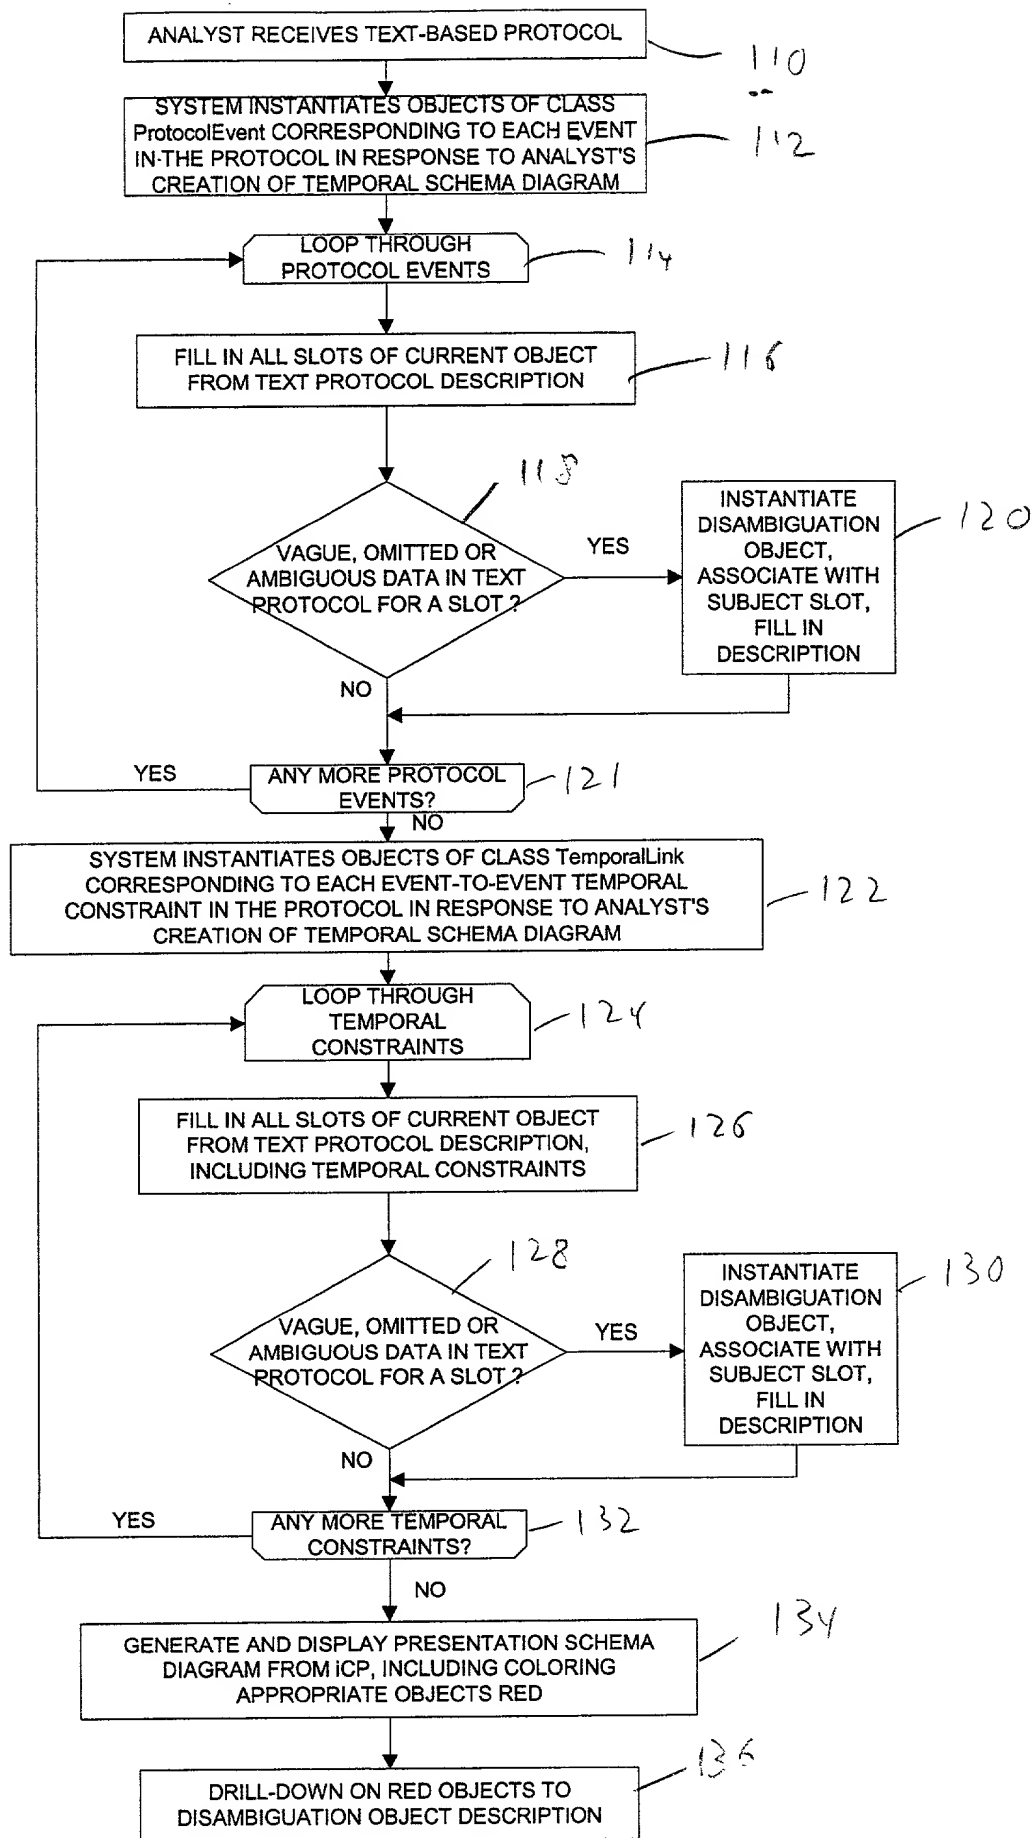 ANALYST RECEIVES TEXT-BASED PROTOCOL
110
SYSTEM INSTANTIATES OBJECTS OF CLASS
ProtocolEvent CORRESPONDING TO EACH EVENT
IN THE PROTOCOL IN RESPONSE TO ANALYST'S
CREATION OF TEMPORAL SCHEMA DIAGRAM
112
LOOP THROUGH
PROTOCOL EVENTS
114
FILL IN ALL SLOTS OF CURRENT OBJECT
FROM TEXT PROTOCOL DESCRIPTION
116
118
VAGUE, OMITTED OR
AMBIGUOUS DATA IN TEXT
PROTOCOL FOR A SLOT ?
YES
INSTANTIATE
DISAMBIGUATION
OBJECT,
ASSOCIATE WITH
SUBJECT SLOT,
FILL IN
DESCRIPTION
120
NO
YES
ANY MORE PROTOCOL
EVENTS?
121
NO
SYSTEM INSTANTIATES OBJECTS OF CLASS TemporalLink
CORRESPONDING TO EACH EVENT-TO-EVENT TEMPORAL
CONSTRAINT IN THE PROTOCOL IN RESPONSE TO ANALYST'S
CREATION OF TEMPORAL SCHEMA DIAGRAM
122
LOOP THROUGH
TEMPORAL
CONSTRAINTS
124
FILL IN ALL SLOTS OF CURRENT OBJECT
FROM TEXT PROTOCOL DESCRIPTION,
INCLUDING TEMPORAL CONSTRAINTS
126
128
VAGUE, OMITTED OR
AMBIGUOUS DATA IN TEXT
PROTOCOL FOR A SLOT ?
YES
INSTANTIATE
DISAMBIGUATION
OBJECT,
ASSOCIATE WITH
SUBJECT SLOT,
FILL IN
DESCRIPTION
130
NO
YES
ANY MORE TEMPORAL
CONSTRAINTS?
132
NO
GENERATE AND DISPLAY PRESENTATION SCHEMA
DIAGRAM FROM iCP, INCLUDING COLORING
APPROPRIATE OBJECTS RED
134
DRILL-DOWN ON RED OBJECTS TO
DISAMBIGUATION OBJECT DESCRIPTION
136